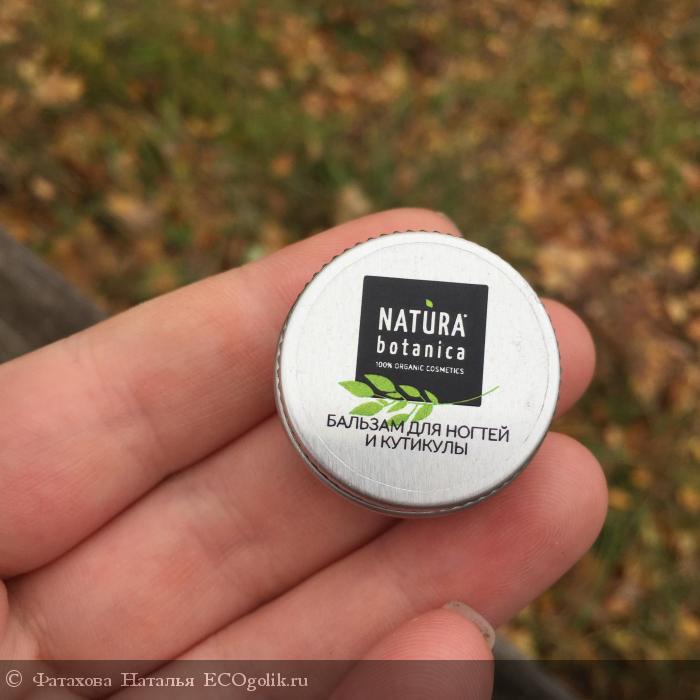 NATURA
botanica
100% ORGANIC COSMETICS
БАЛЬЗАМ ДЛЯ НОГТЕЙ
И КУТИКУЛЫ
© Фатахова Наталья ECOgolik.ru